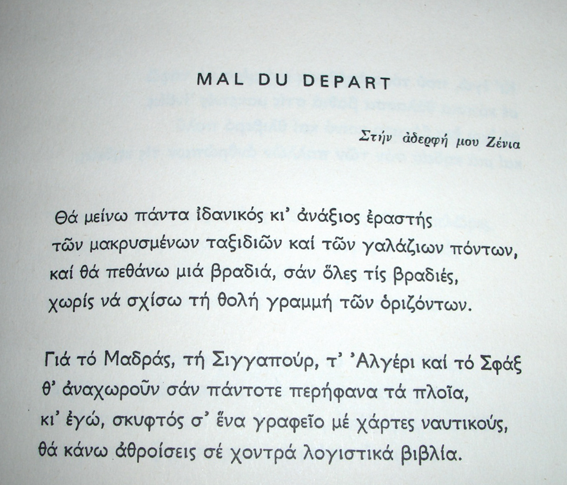 MAL DU DEPART
Στήν ἀδερφή μου Ζένια
Θά μείνω πάντα ἰδανικός κι' ἀνάξιος ἐραστής
τῶν μακρυσμένων ταξιδιῶν καί τῶν γαλάζιων πόντων,
καί θά πεθάνω μιά βραδιά, σάν ὅλες τίς βραδιές,
χωρίς νά σχίσω τή θολή γραμμή τῶν ὁριζόντων.
Γιά τό Μαδράς, τή Σιγγαπούρ, τ' Ἀλγέρι καί τό Σφάξ
θ' ἀναχωροῦν σάν πάντοτε περήφανα τά πλοῖα,
κι' ἐγώ, σκυφτός σ' ἕνα γραφεῖο μέ χάρτες ναυτικούς,
θά κάνω ἀθροίσεις σέ χοντρά λογιστικά βιβλία.